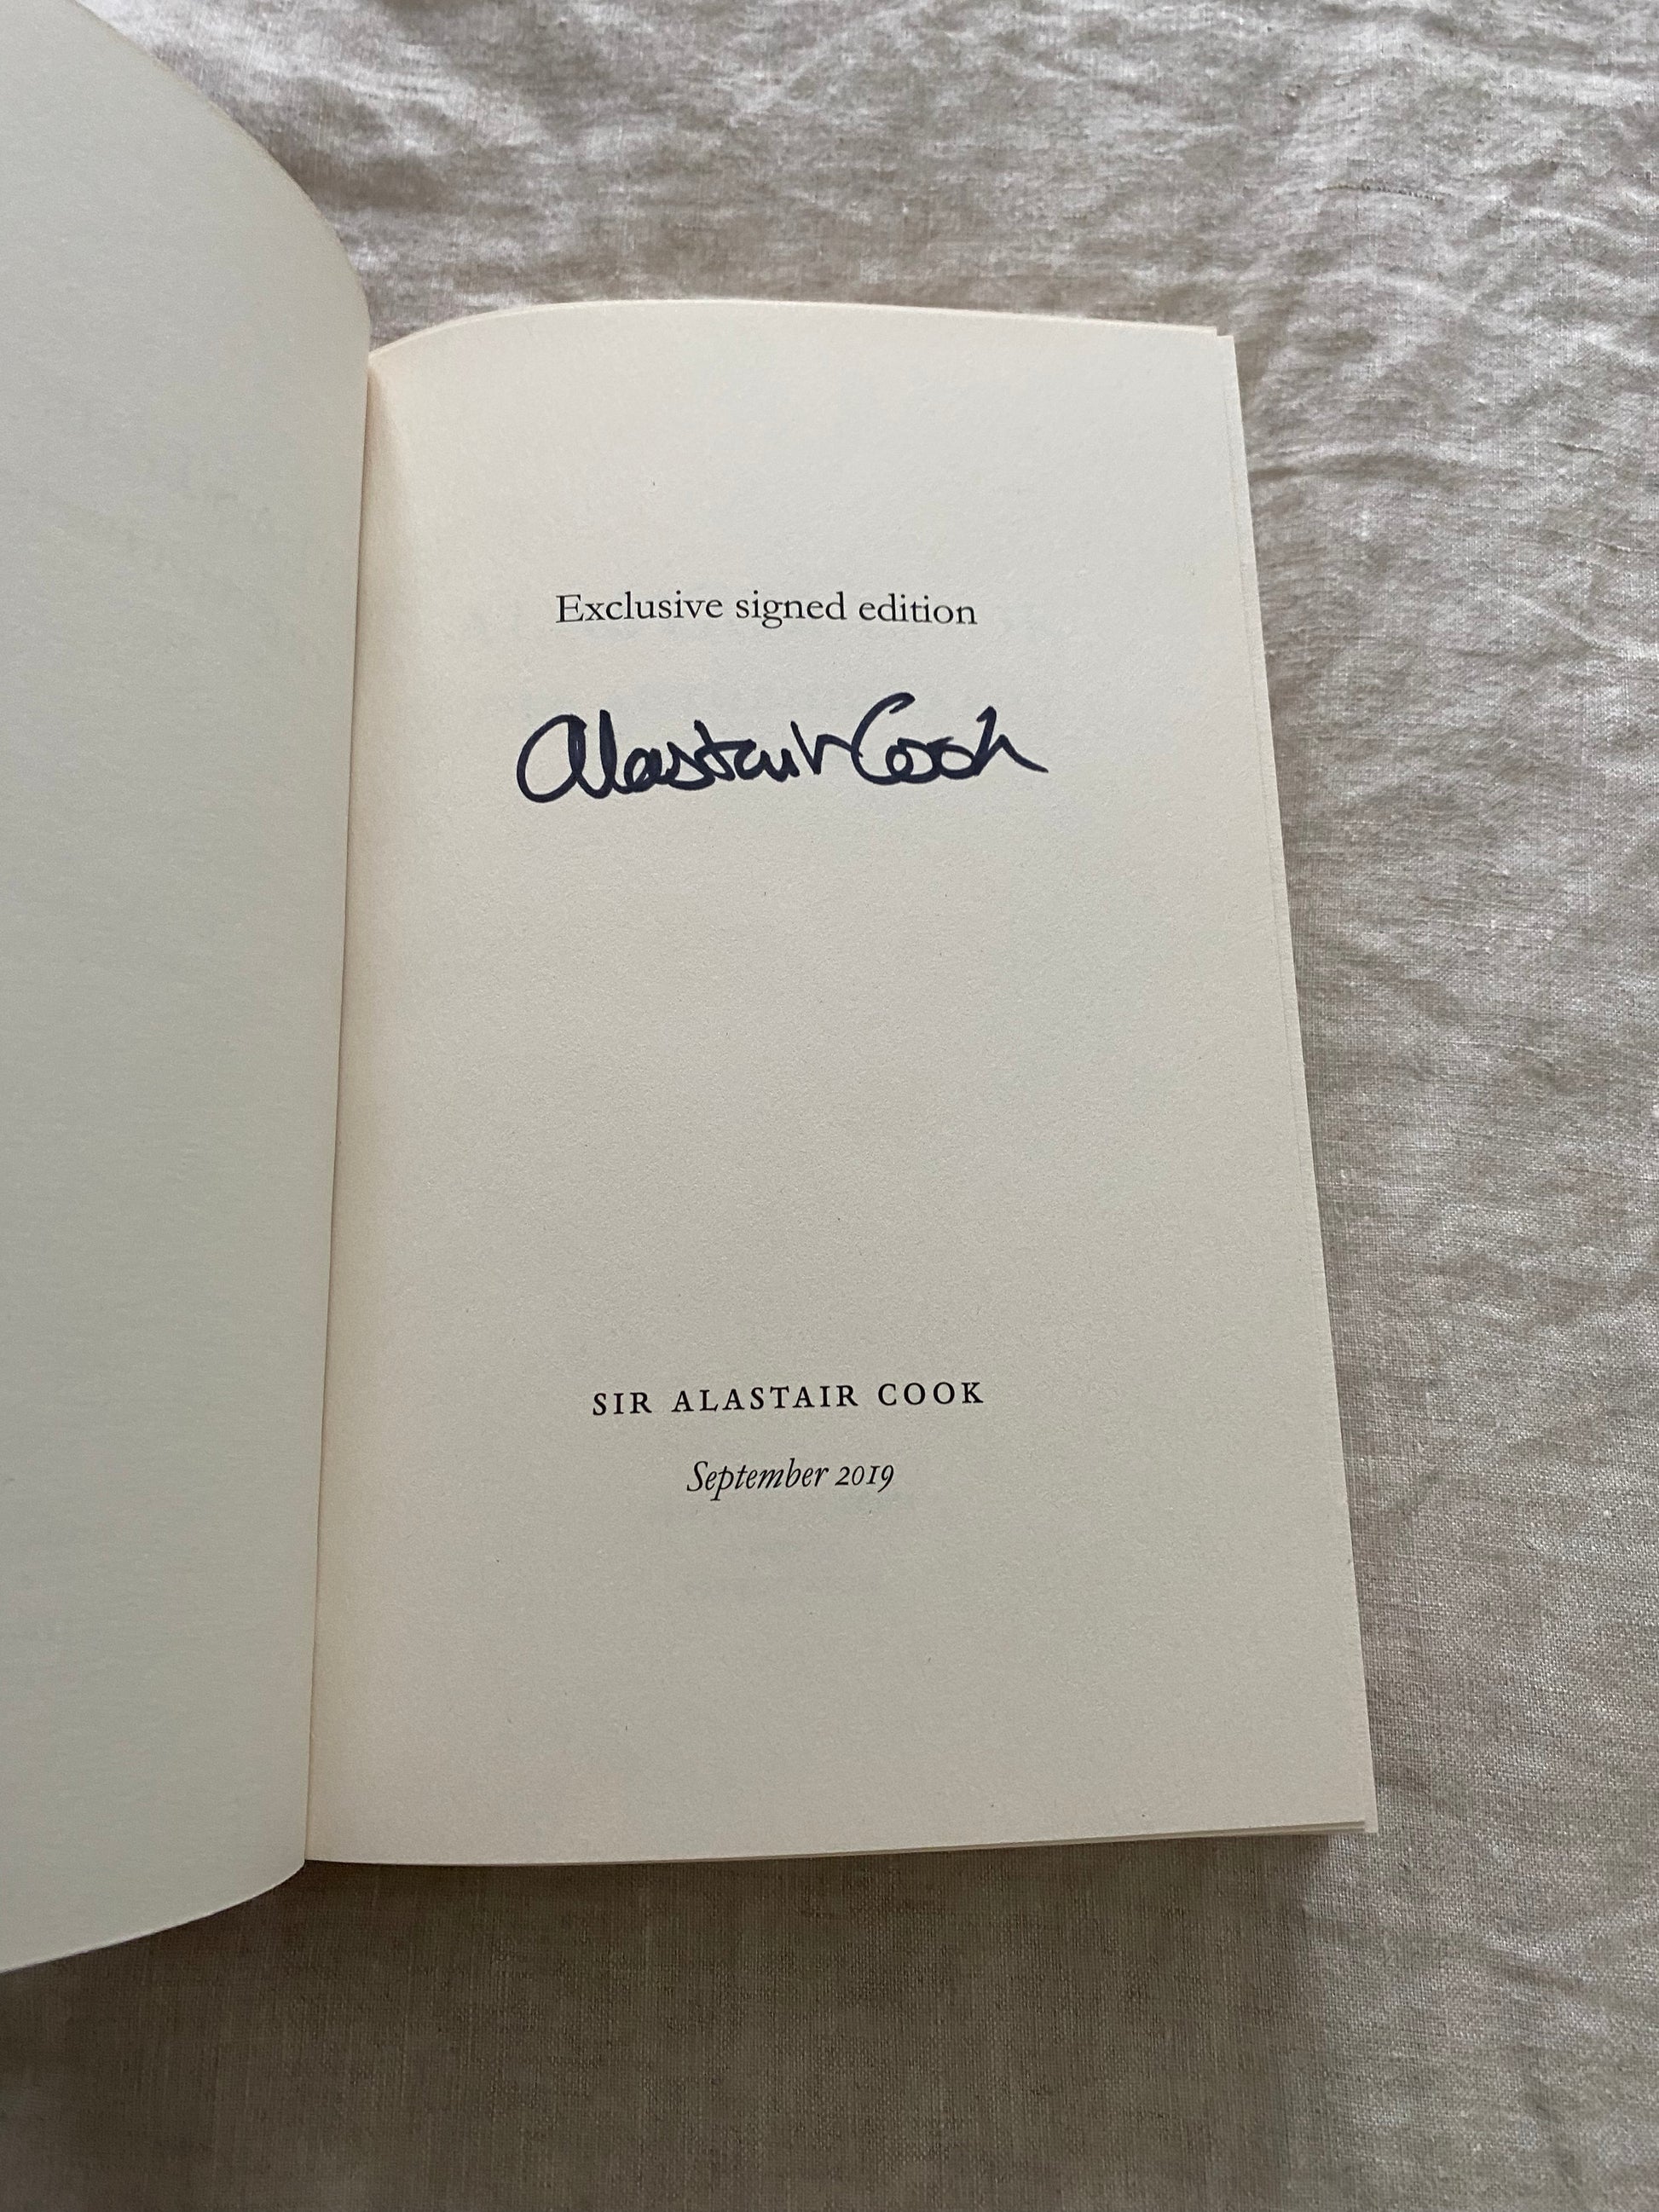 Exclusive signed edition
Alastair Cook
SIR ALASTAIR COOK
September 2019